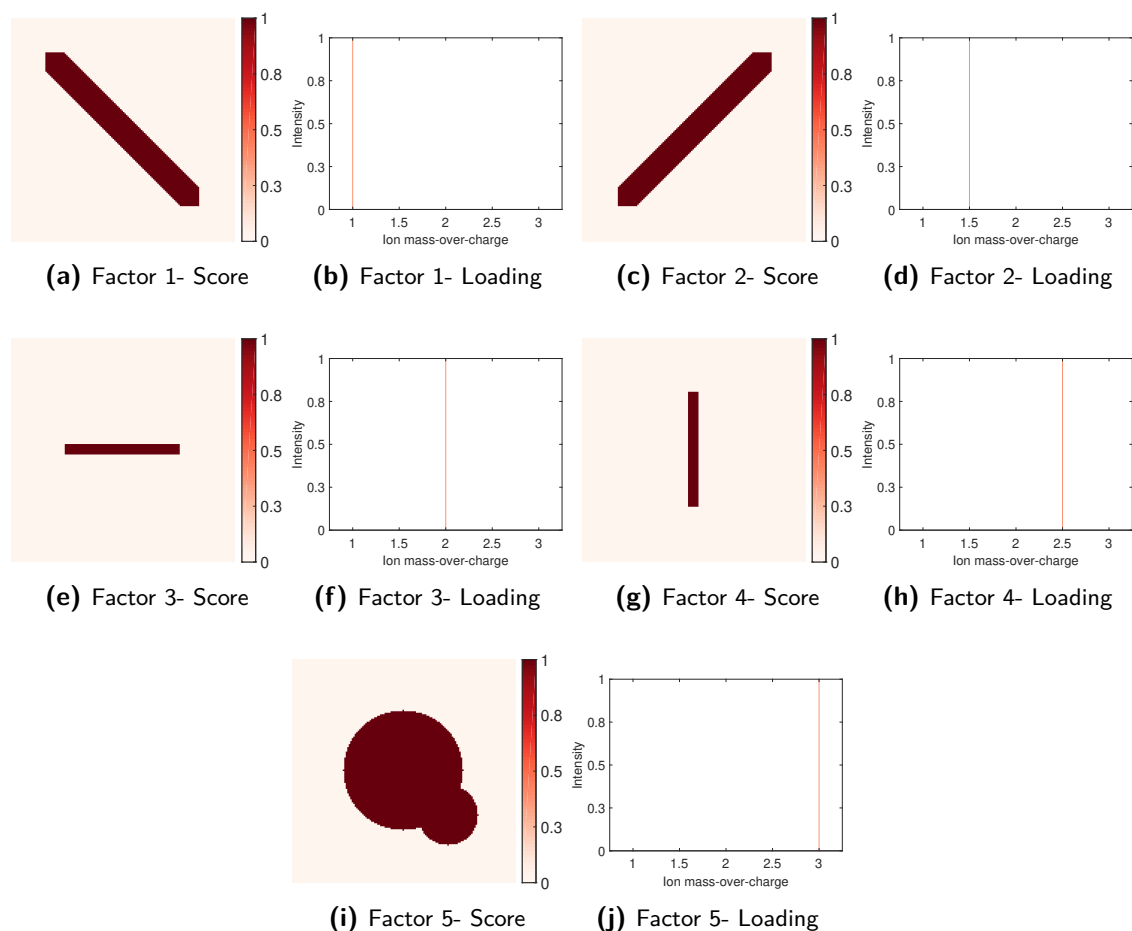 1
0.8
0.5
0.3
0
1
0.8
0.5
0.3
0
Intensity
1 1.5 2 2.5 3
Ion mass-over-charge
1
0.8
0.5
0.3
0
1
0.8
0.5
0.3
0
Intensity
1 1.5 2 2.5 3
Ion mass-over-charge
(a) Factor 1- Score
(b) Factor 1- Loading
(c) Factor 2- Score
(d) Factor 2- Loading
1
0.8
0.5
0.3
0
1
0.8
0.5
0.3
0
Intensity
1 1.5 2 2.5 3
Ion mass-over-charge
1
0.8
0.5
0.3
0
1
0.8
0.5
0.3
0
Intensity
1 1.5 2 2.5 3
Ion mass-over-charge
(e) Factor 3- Score
(f) Factor 3- Loading
(g) Factor 4- Score
(h) Factor 4- Loading
1
0.8
0.5
0.3
0
1
0.8
0.5
0.3
0
Intensity
1 1.5 2 2.5 3
Ion mass-over-charge
(i) Factor 5- Score
(j) Factor 5- Loading